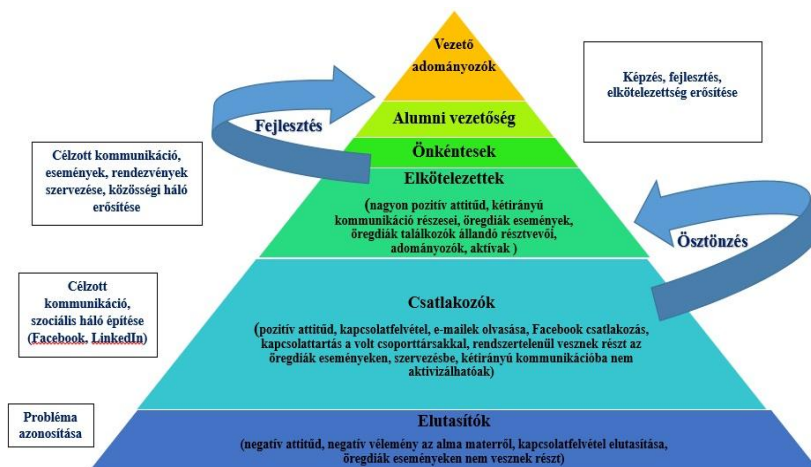 Vezető
adományozók
Képzés, fejlesztés,
elkötelezettség erősítése
Fejlesztés
Alumni vezetőség
Önkéntesek
Célzott kommunikáció,
események, rendezvények
szervezése, közösségi háló
erősítése
Elkötelezettek
(nagyon pozitív attitűd, kétirányú
kommunikáció részesei, öregdiák események,
öregdiák találkozók állandó résztvevői,
adományozók, aktívak )
Ösztönzés
Célzott
kommunikáció,
szociális háló építése
(Facebook, LinkedIn)
Csatlakozók
(pozitív attitűd, kapcsolatfelvétel, e-mailek olvasása, Facebook csatlakozás,
kapcsolattartás a volt csoporttársakkal, rendszertelenül vesznek részt az
öregdiák eseményeken, szervezésbe, kétirányú kommunikációba nem
aktivizálhatóak)
Probléma
azonosítása
Elutasítók
(negatív attitűd, negatív vélemény az alma materről, kapcsolatfelvétel elutasítása,
öregdiák eseményeken nem vesznek részt)